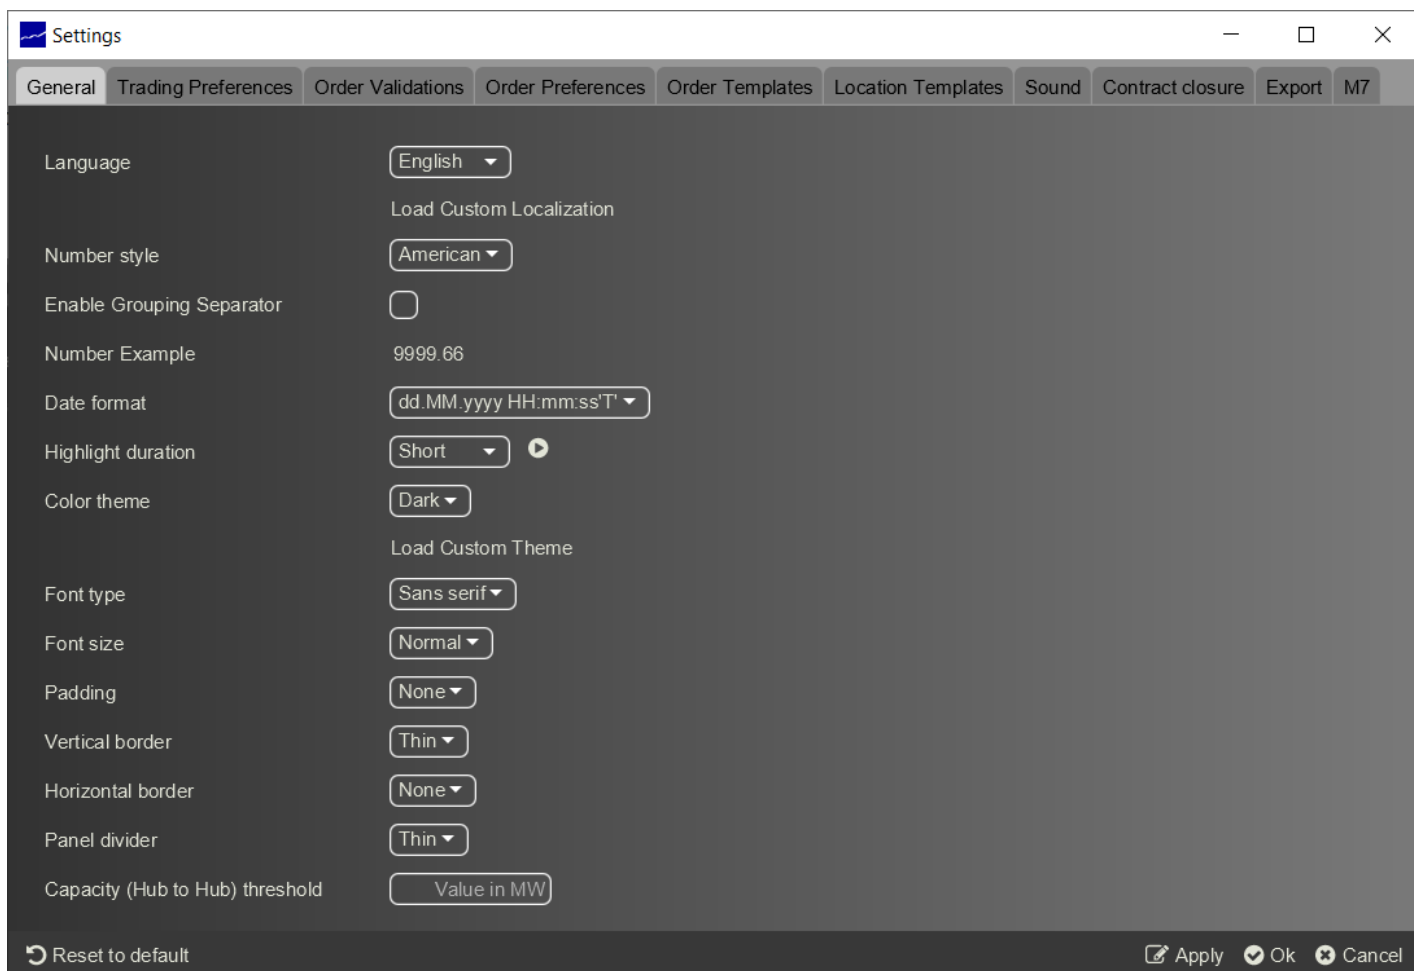 Settings
General Trading Preferences Order Validations Order Preferences Order Templates Location Templates Sound Contract closure Export M7
Language English
Load Custom Localization
Number style American
Enable Grouping Separator
Number Example 9999.66
Date format dd.MM.yyyy HH:mm:ss'T'
Highlight duration Short
Color theme Dark
Load Custom Theme
Font type Sans serif
Font size Normal
Padding None
Vertical border Thin
Horizontal border None
Panel divider Thin
Capacity (Hub to Hub) threshold Value in MW
Reset to default Apply Ok Cancel